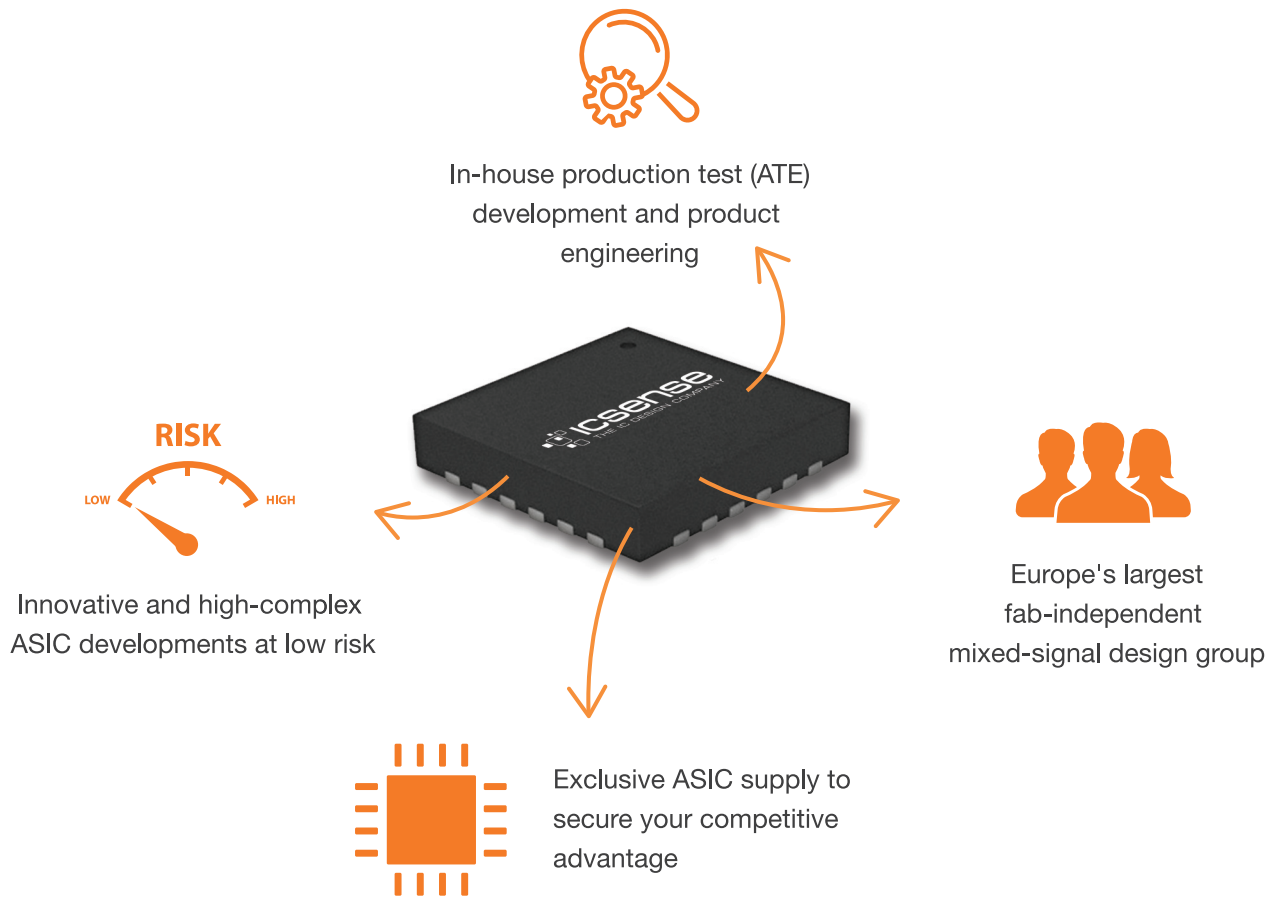 In-house production test (ATE)
development and product
engineering
icsense
THE IC DESIGN COMPANY
RISK
LOW
HIGH
Innovative and high-complex
ASIC developments at low risk
Europe's largest
fab-independent
mixed-signal design group
Exclusive ASIC supply to
secure your competitive
advantage